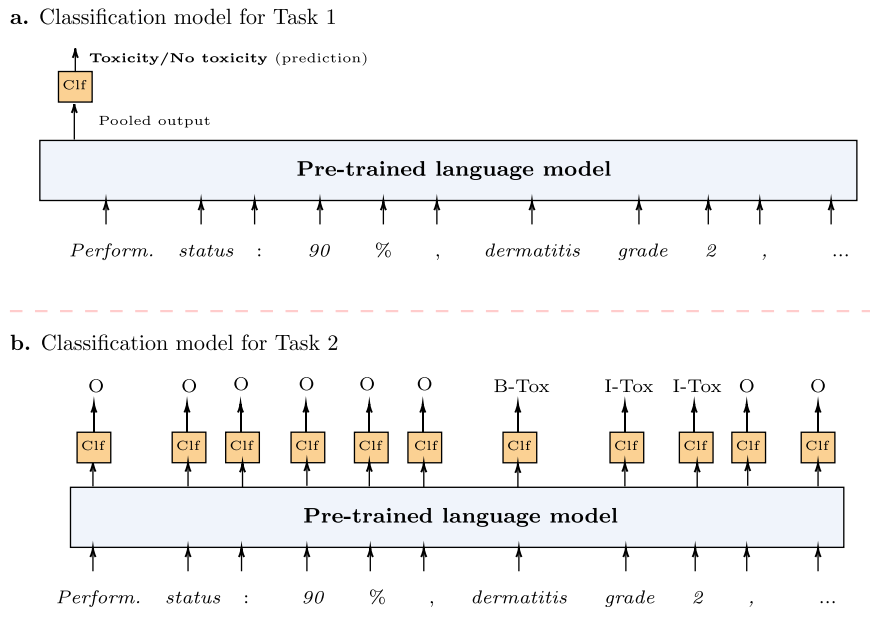 a. Classification model for Task 1
Toxicity/No toxicity (prediction)
Clf
Pooled output
Pre-trained language model
Perform. status : 90 % , dermatitis grade 2 , ...
b. Classification model for Task 2
O O O O O O B-Tox I-Tox I-Tox O O
Clf Clf Clf Clf Clf Clf Clf Clf Clf Clf Clf
Pre-trained language model
Perform. status : 90 % , dermatitis grade 2 , ...